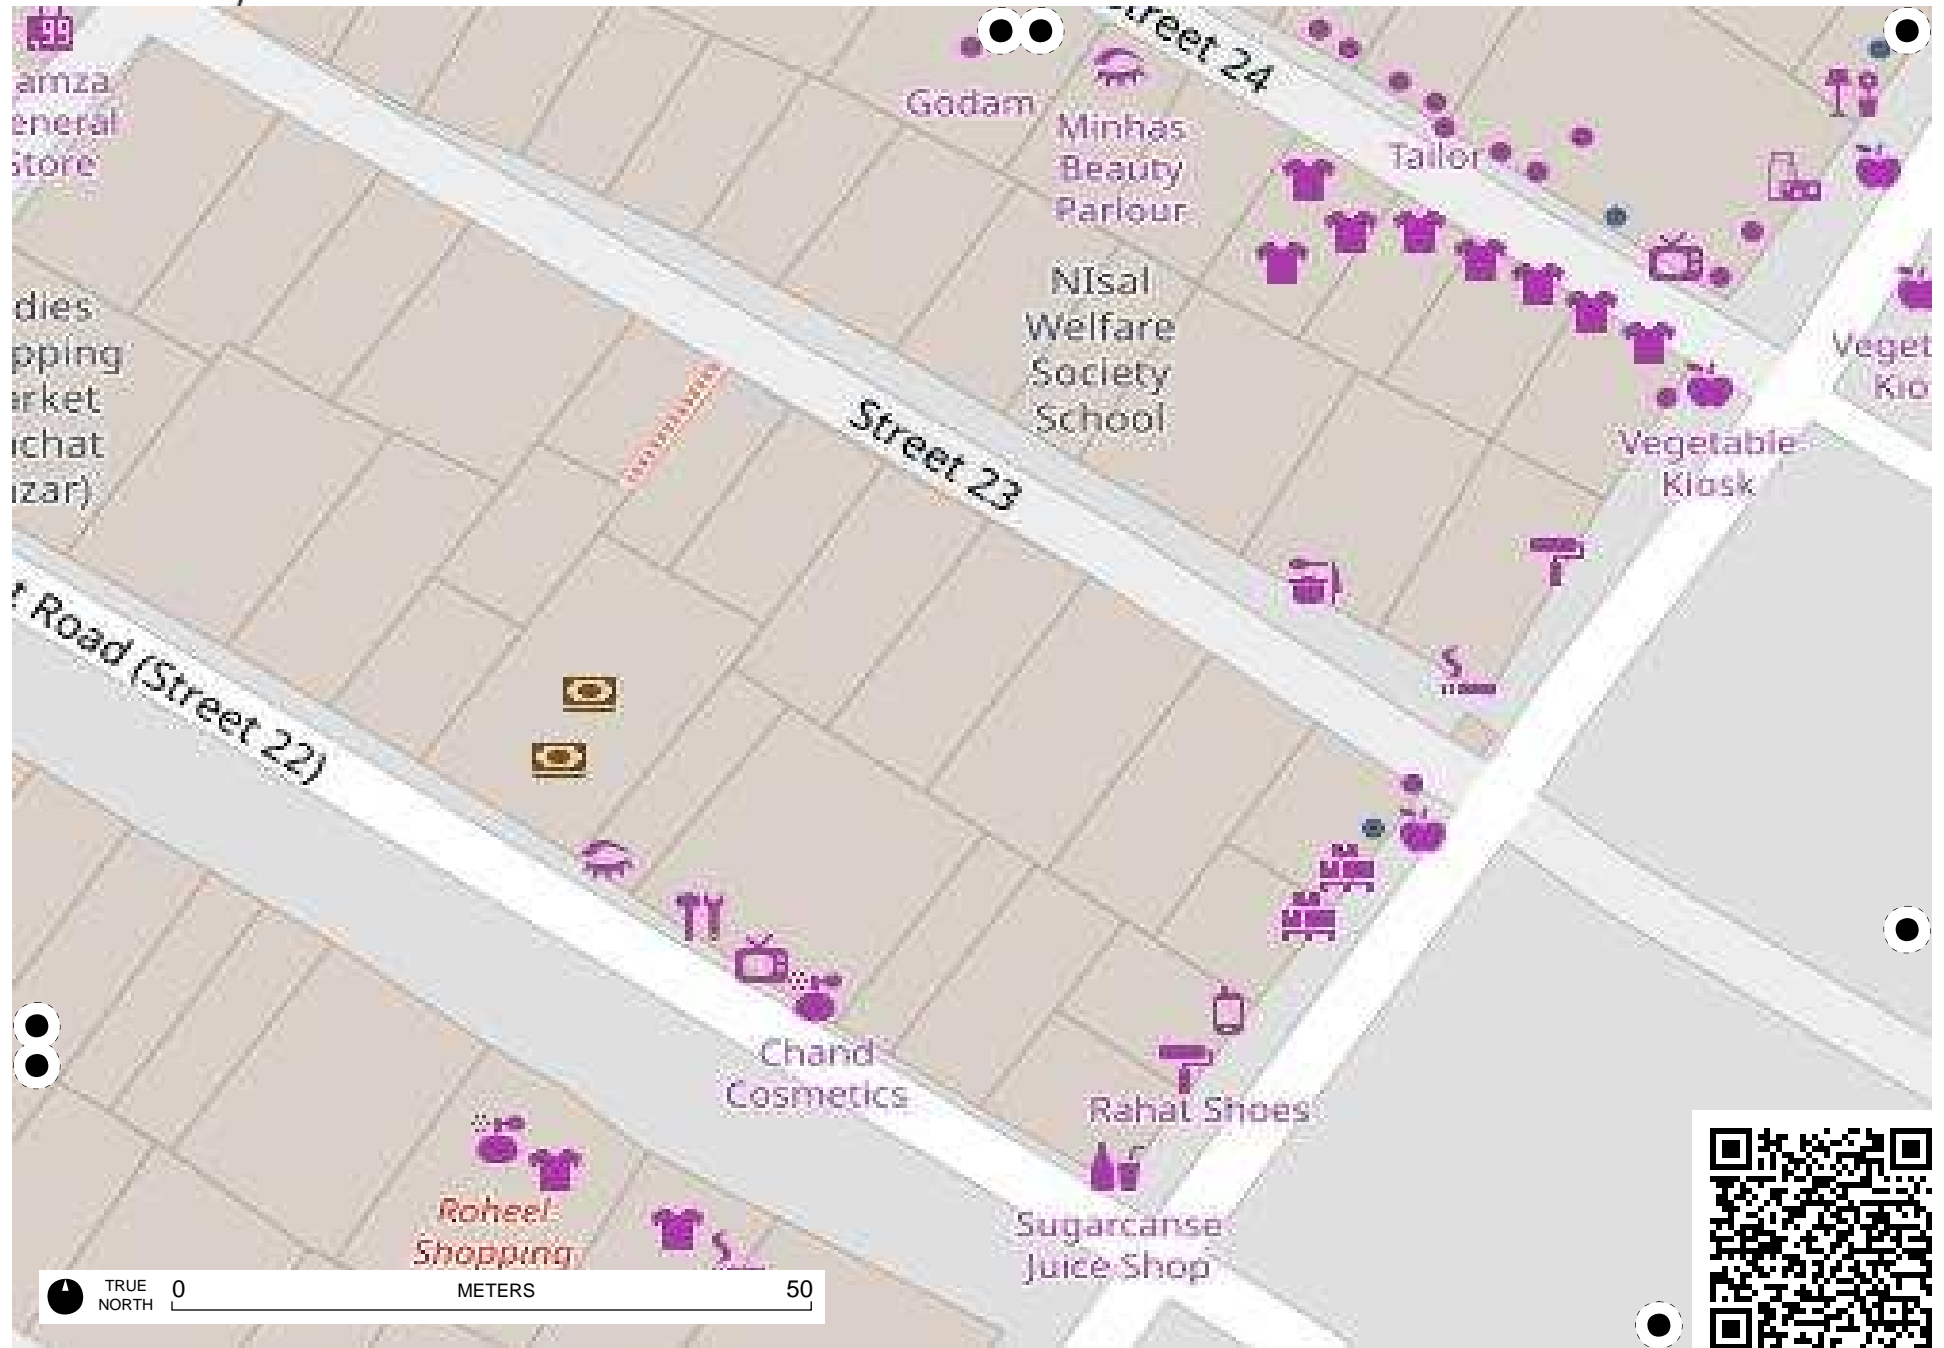 .99
amza
eneral
Store
Godam
Minhas
Beauty
Parlour
Street 24
Tailor
NIsal
Welfare
Society
School
dies
pping
arket
achat
zar)
Street 23
Veget
Kio
Vegetable
Kiosk
t Road (Street 22)
Chand
Cosmetics
Rahat Shoes
Roheel
Shopping
Sugarcanse
Juice Shop
TRUE
NORTH
0 METERS 50